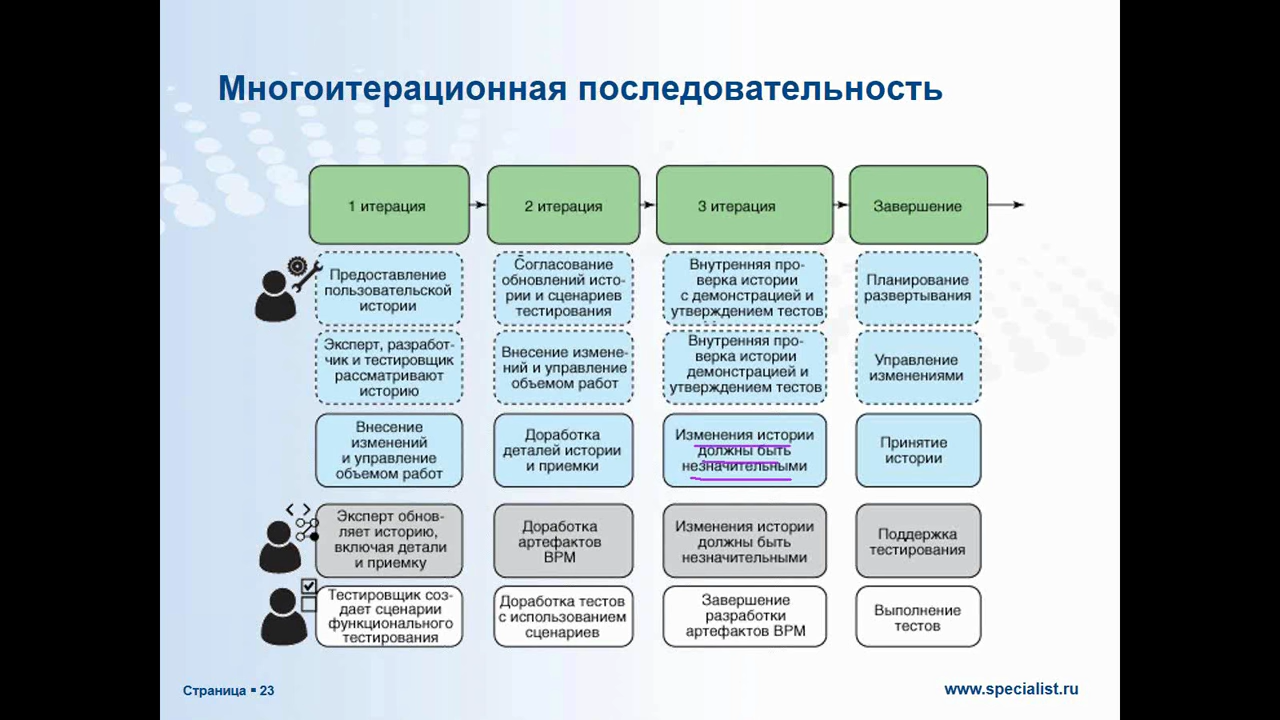 Многоитерационная последовательность
1 итерация
2 итерация
3 итерация
Завершение
Предоставление
пользовательской
истории
Согласование
обновлений исто-
рии и сценариев
тестирования
Внутренняя про-
верка истории
с демонстрацией и
утверждением тестов
Планирование
развертывания
Эксперт, разработ-
чик и тестировщик
рассматривают
историю
Внесение измене-
ний и управление
объемом работ
Внутренняя про-
верка истории
демонстрацией и
утверждением тестов
Управление
изменениями
Внесение
изменений
и управление
объемом работ
Доработка
деталей истории
и приемки
Изменения истории
должны быть
незначительными
Принятие
истории
Эксперт обнов-
ляет историю,
включая детали
и приемку
Доработка
артефактов
BPM
Изменения истории
должны быть
незначительными
Поддержка
тестирования
Тестировщик соз-
дает сценарии
функционального
тестирования
Доработка тестов
с использованием
сценариев
Завершение
разработки
артефактов BPM
Выполнение
тестов
Страница ▪ 23
www.specialist.ru